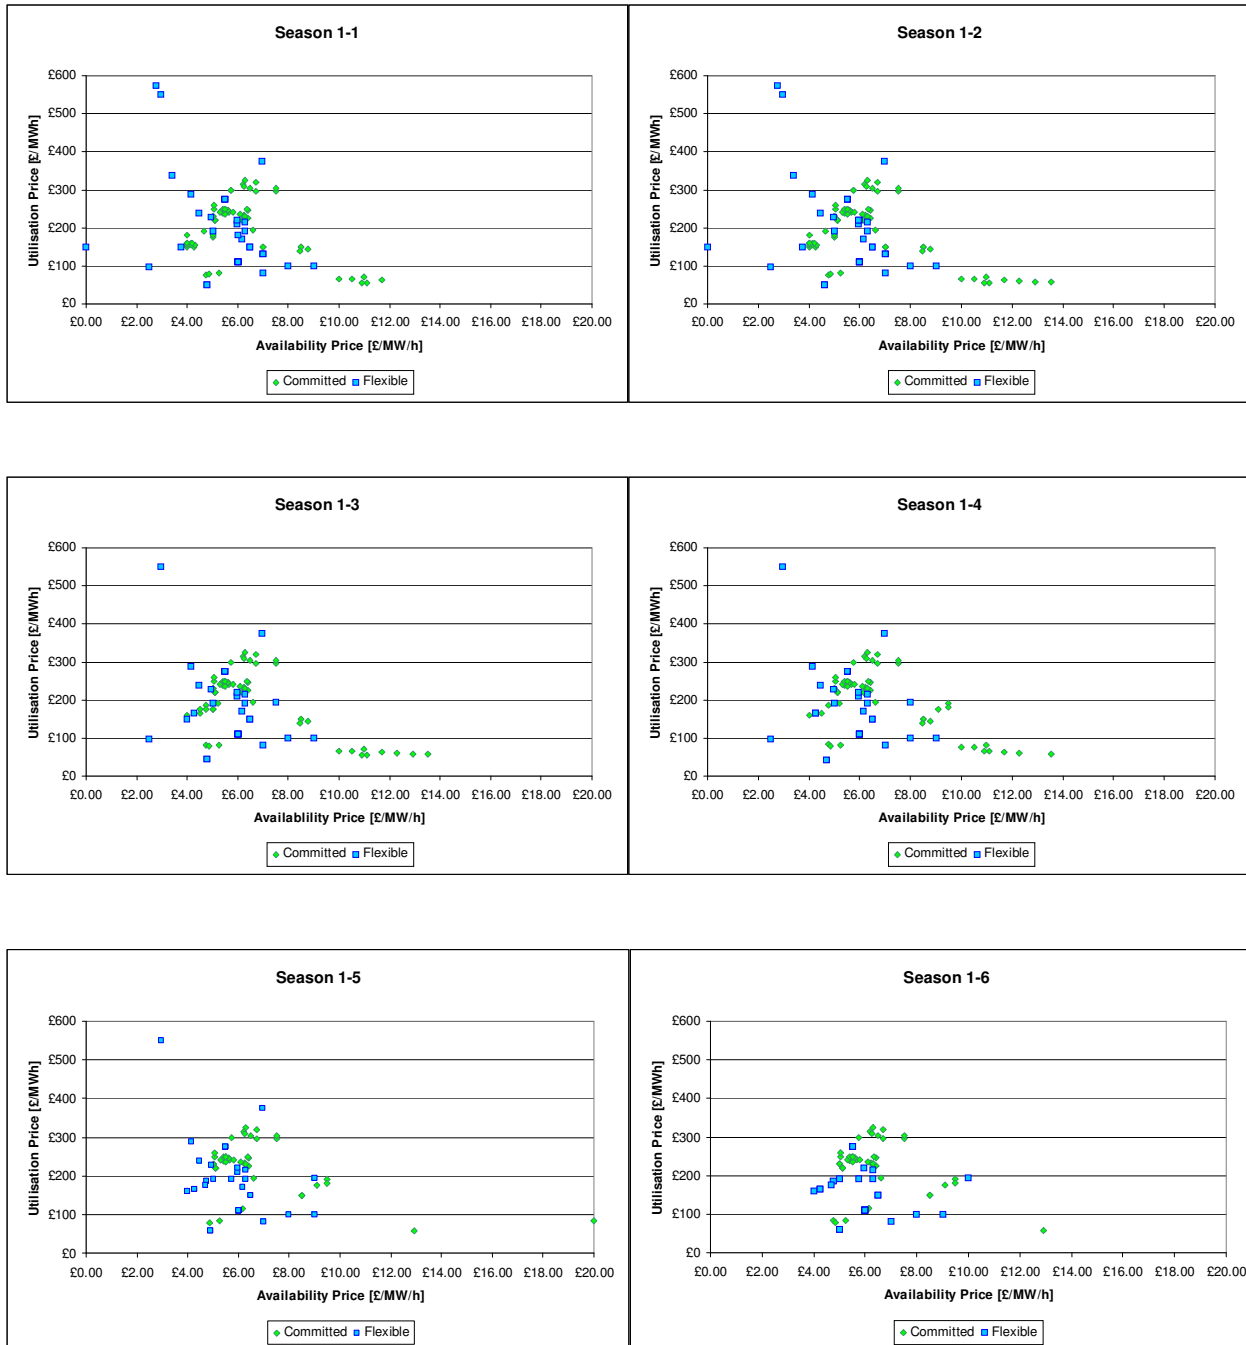 Season 1-1
Utilisation Price [£/MWh]
£600
£500
£400
£300
£200
£100
£0
£0.00 £2.00 £4.00 £6.00 £8.00 £10.00 £12.00 £14.00 £16.00 £18.00 £20.00
Availability Price [£/MW/h]
Committed Flexible
Season 1-2
Utilisation Price [£/MWh]
£600
£500
£400
£300
£200
£100
£0
£0.00 £2.00 £4.00 £6.00 £8.00 £10.00 £12.00 £14.00 £16.00 £18.00 £20.00
Availability Price [£/MW/h]
Committed Flexible
Season 1-3
Utilisation Price [£/MWh]
£600
£500
£400
£300
£200
£100
£0
£0.00 £2.00 £4.00 £6.00 £8.00 £10.00 £12.00 £14.00 £16.00 £18.00 £20.00
Availablility Price [£/MW/h]
Committed Flexible
Season 1-4
Utilisation Price [£/MWh]
£600
£500
£400
£300
£200
£100
£0
£0.00 £2.00 £4.00 £6.00 £8.00 £10.00 £12.00 £14.00 £16.00 £18.00 £20.00
Availablility Price [£/MW/h]
Committed Flexible
Season 1-5
Utilisation Price [£/MWh]
£600
£500
£400
£300
£200
£100
£0
£0.00 £2.00 £4.00 £6.00 £8.00 £10.00 £12.00 £14.00 £16.00 £18.00 £20.00
Availability Price [£/MW/h]
Committed Flexible
Season 1-6
Utilisation Price [£/MWh]
£600
£500
£400
£300
£200
£100
£0
£0.00 £2.00 £4.00 £6.00 £8.00 £10.00 £12.00 £14.00 £16.00 £18.00 £20.00
Availability Price [£/MW/h]
Committed Flexible